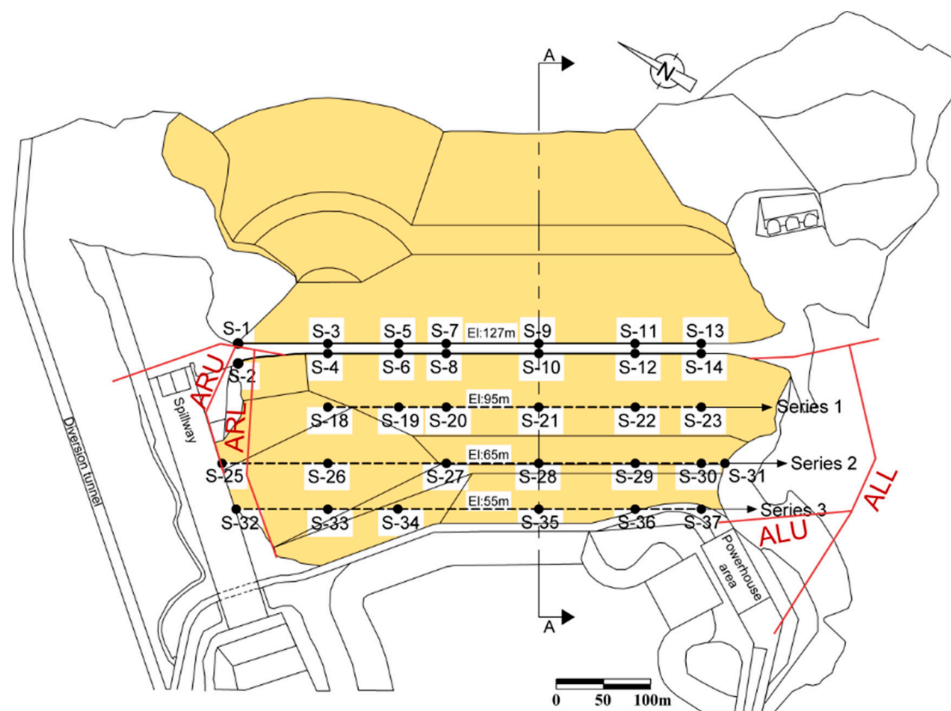 A
N
S-1
S-3
S-5
S-7
El:127m
S-9
S-11
S-13
S-2
S-4
S-6
S-8
S-10
S-12
S-14
ARU
ARL
Spillway
Diversion tunnel
El:95m
S-18
S-19
S-20
S-21
S-22
S-23
Series 1
El:65m
S-25
S-26
S-27
S-28
S-29
S-30
S-31
Series 2
ALL
El:55m
S-32
S-33
S-34
S-35
S-36
S-37
Series 3
ALU
Powerhouse
area
A
0 50 100m